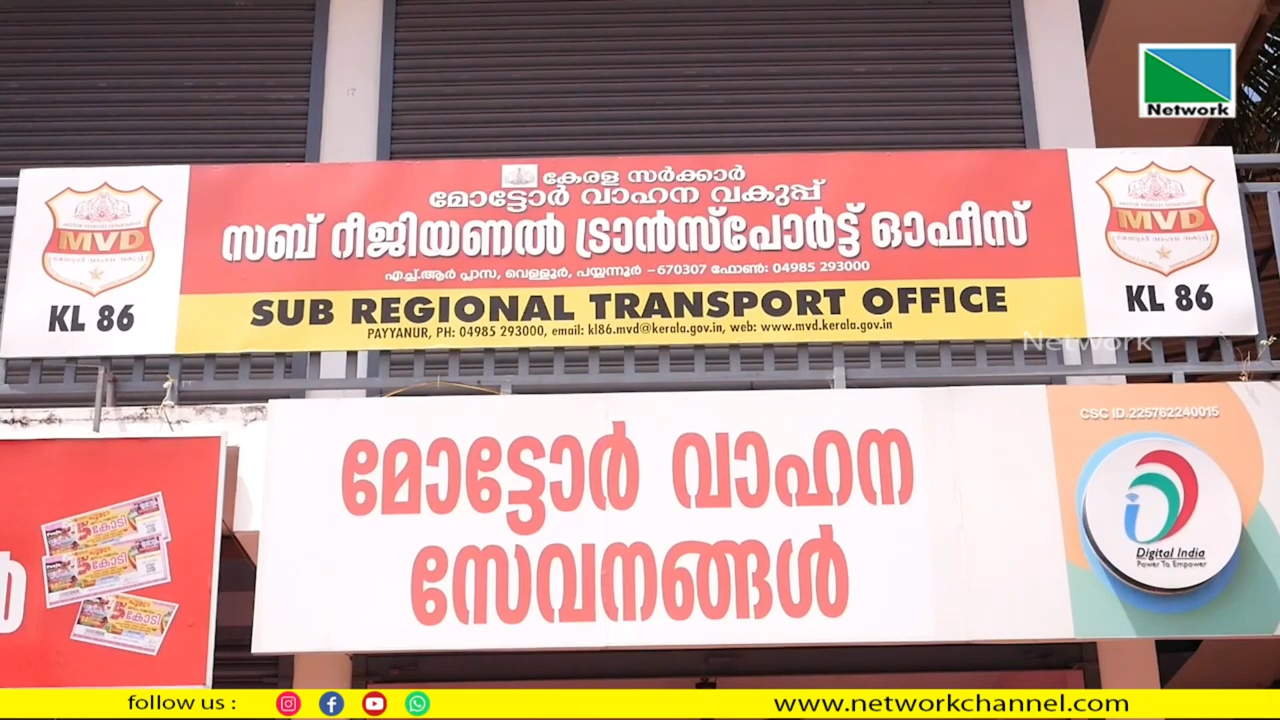 Network
കേരള സർക്കാർ
മോട്ടോർ വാഹന വകുപ്പ്
സബ് റീജിയണൽ ട്രാൻസ്പോർട്ട് ഓഫീസ്
എച്ച്.ആർ പ്ലാസ, വെള്ളൂർ, പയ്യന്നൂർ – 670307 ഫോൺ: 04985 293000
SUB REGIONAL TRANSPORT OFFICE
PAYYANUR, PH: 04985 293000, email: kl86.mvd@kerala.gov.in, web: www.mvd.kerala.gov.in
MVD
KL 86
MVD
KL 86
Network
മോട്ടോർ വാഹന
സേവനങ്ങൾ
CSC ID.225762240015
Digital India
Power To Empower
കോടി
കോടി
കോടി
follow us :
www.networkchannel.com